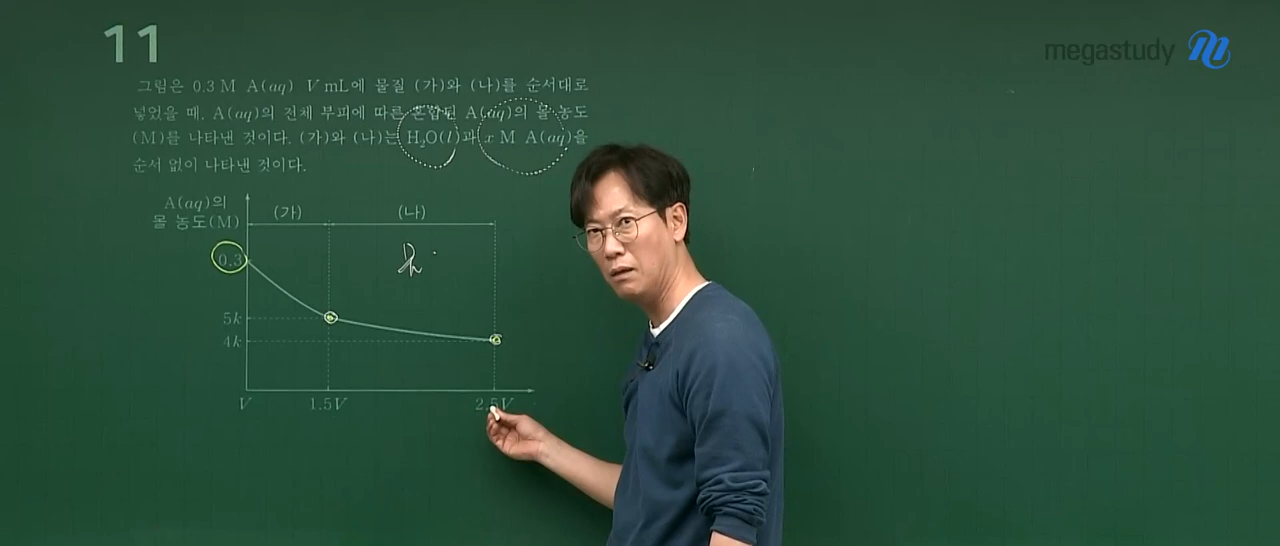 11
megastudy
그림은 0.3 M A(aq) V mL에 물질 (가)와 (나)를 순서대로
넣었을 때, A(aq)의 전체 부피에 따른 혼합된 A(aq)의 몰 농도
(M)를 나타낸 것이다. (가)와 (나)는 H₂O(l)과 x M A(aq)을
순서 없이 나타낸 것이다.
A(aq)의
몰 농도(M)
(가) (나)
0.3
5k
4k
V 1.5V 2.5V